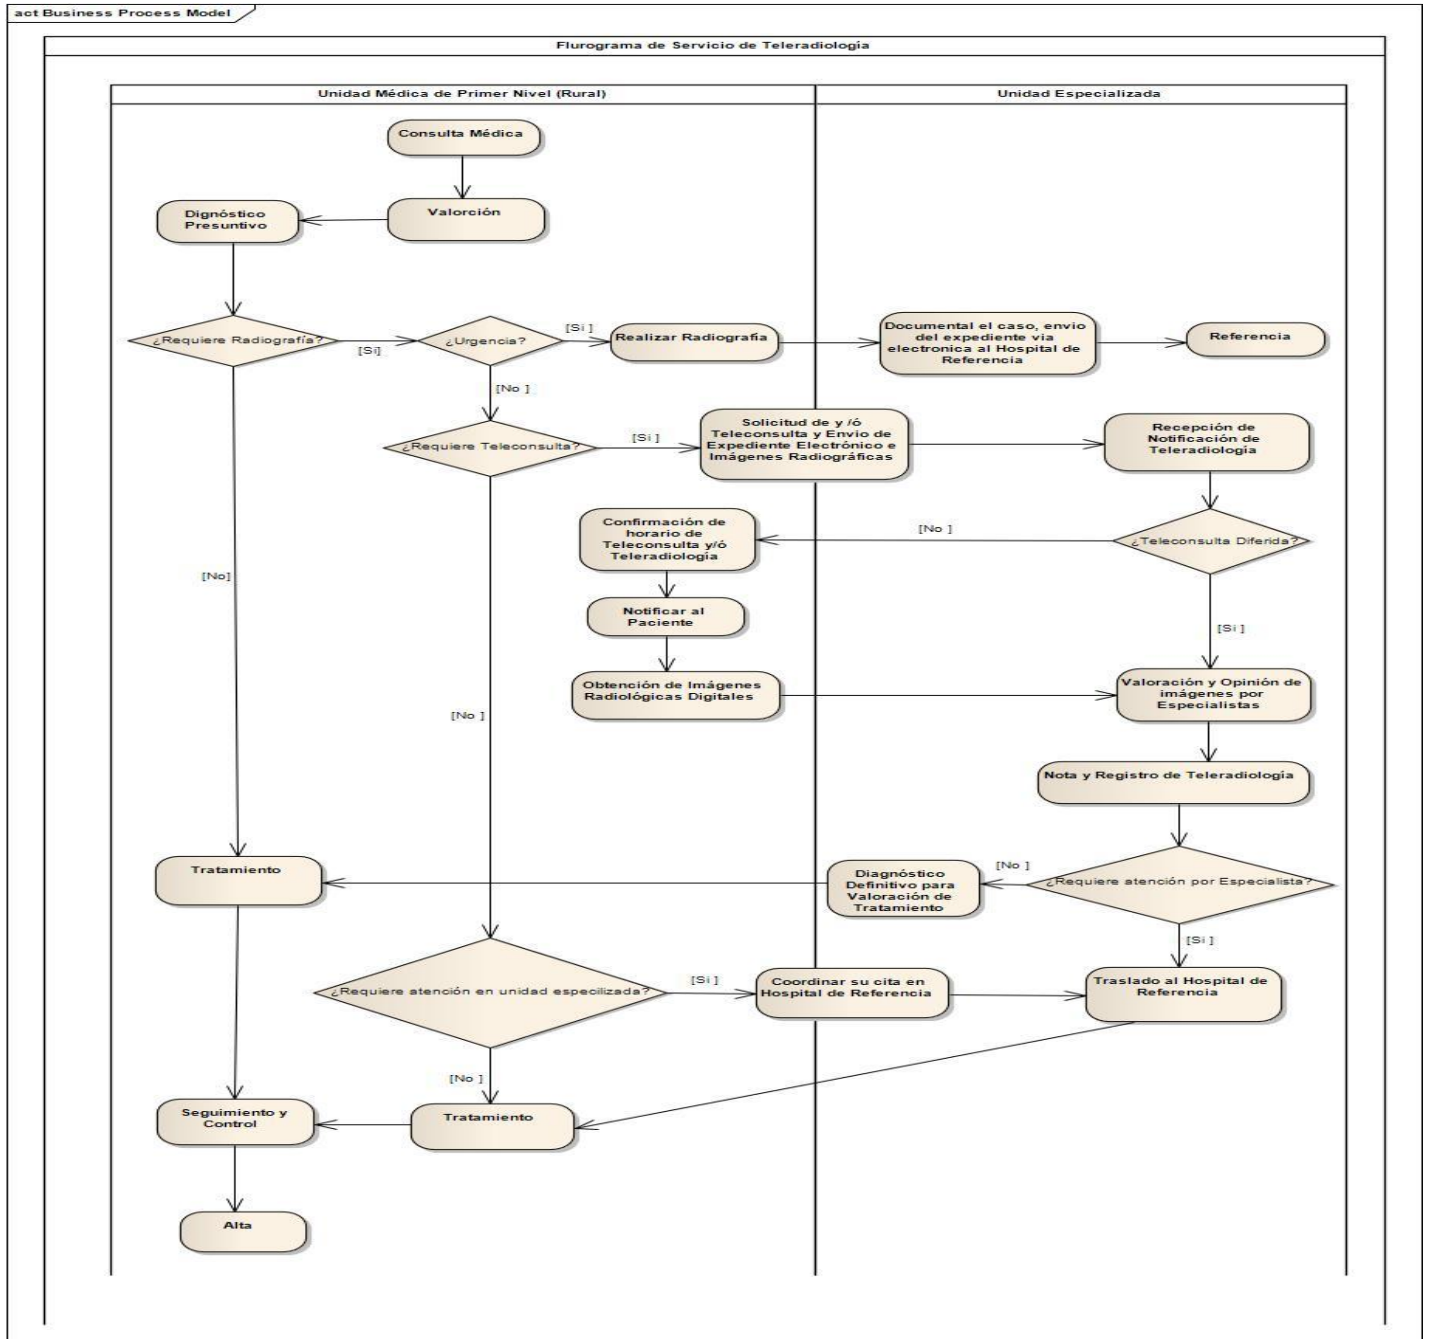 act Business Process Model
Flurograma de Servicio de Teleradiología
Unidad Médica de Primer Nivel (Rural)
Unidad Especializada
Consulta Médica
Valorción
Dignóstico
Presuntivo
¿Requiere Radiografía?
[Si]
¿Urgencia?
[Si ]
Realizar Radiografía
Documental el caso, envio
del expediente via
electronica al Hospital de
Referencia
Referencia
[No ]
¿Requiere Teleconsulta?
[Si ]
Solicitud de y /ó
Teleconsulta y Envio de
Expediente Electrónico e
Imágenes Radiográficas
Recepción de
Notificación de
Teleradiología
¿Teleconsulta Diferida?
[No ]
Confirmación de
horario de
Teleconsulta y/ó
Teleradiología
[No]
Notificar al
Paciente
[Si ]
Obtención de Imágenes
Radiológicas Digitales
Valoración y Opinión de
imágenes por
Especialistas
[No ]
Nota y Registro de Teleradiología
Tratamiento
Diagnóstico
Definitivo para
Valoración de
Tratamiento
[No ]
¿Requiere atención por Especialista?
[Si ]
¿Requiere atención en unidad especilizada?
[Si ]
Coordinar su cita en
Hospital de Referencia
Traslado al Hospital de
Referencia
[No ]
Seguimiento y
Control
Tratamiento
Alta